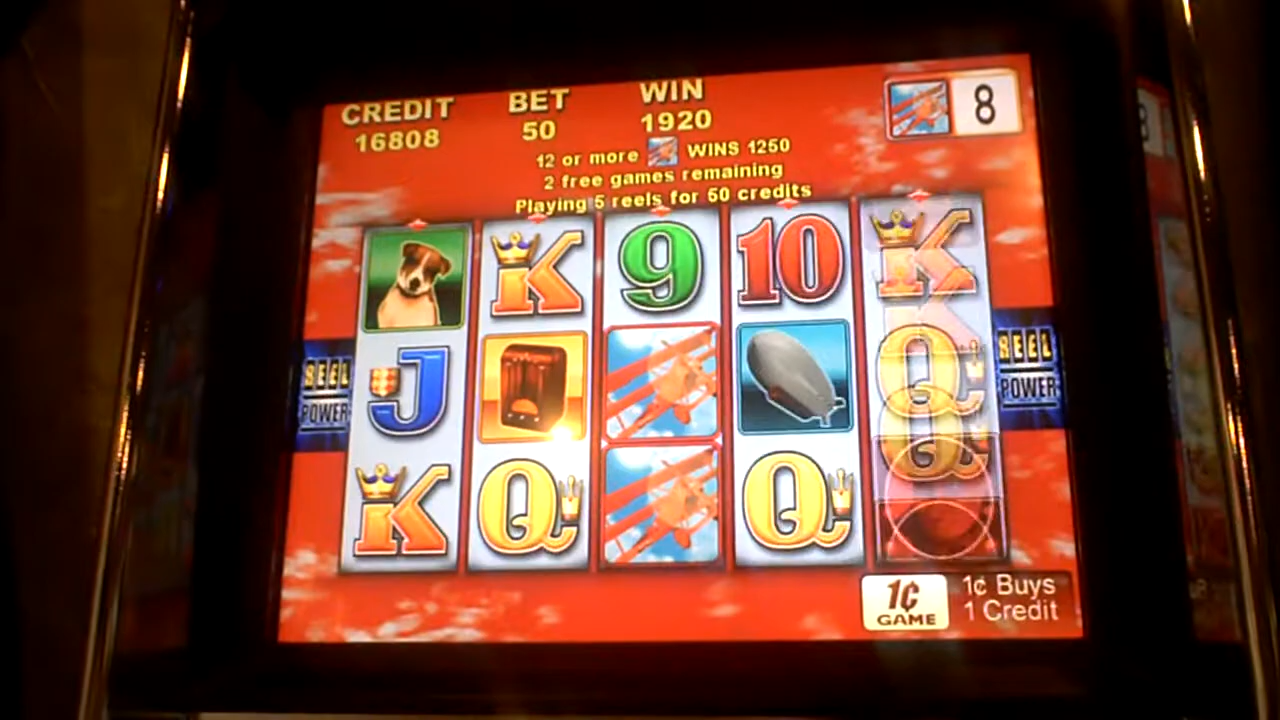 CREDIT BET WIN
16808 50 1920
8
12 or more WINS 1250
2 free games remaining
Playing 5 reels for 50 credits
K 9 10 K
J Q
K Q Q Q
REEL POWER
REEL POWER
1¢ GAME
1¢ Buys
1 Credit